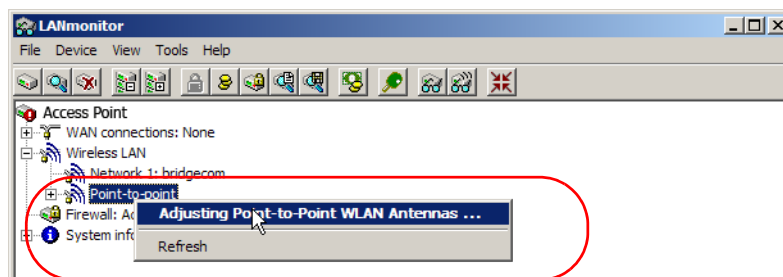 LANmonitor
File Device View Tools Help
Access Point
WAN connections: None
Wireless LAN
Network 1: bridgecom
Point-to-point
Adjusting Point-to-Point WLAN Antennas ...
Firewall:
System info
Refresh